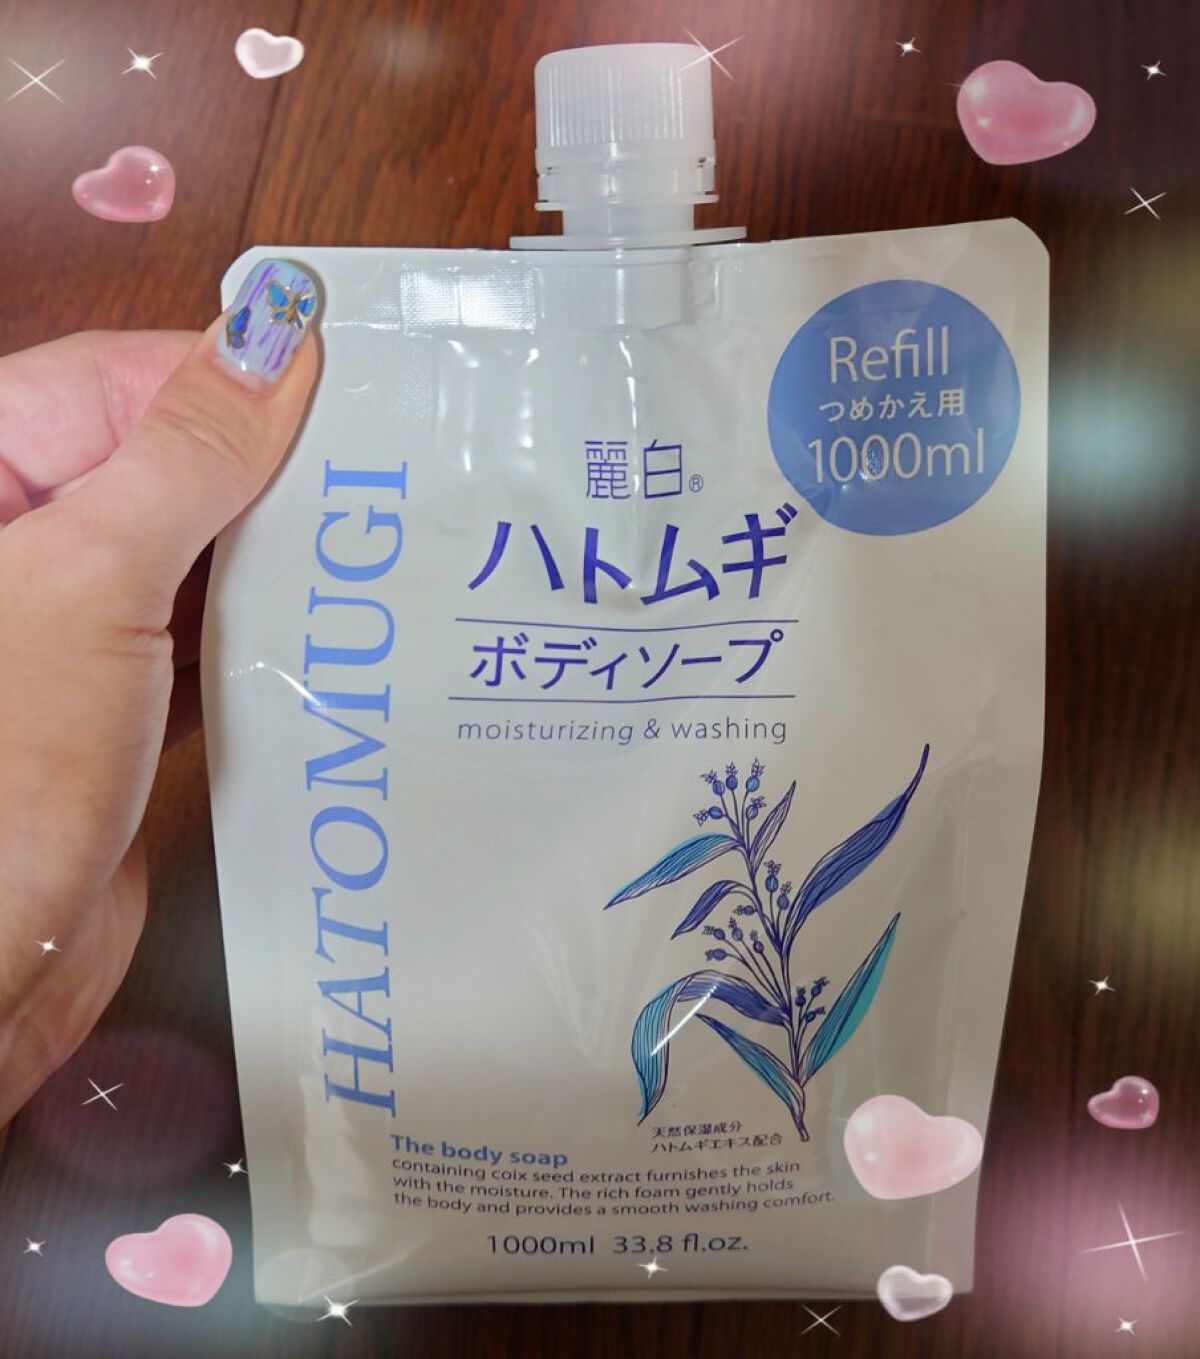 Refill
つめかえ用
1000ml
麗白®
ハトムギ
ボディソープ
moisturizing & washing
HATOMUGI
天然保湿成分
ハトムギエキス配合
The body soap
containing coix seed extract furnishes the skin
with the moisture. The rich foam gently holds
the body and provides a smooth washing comfort.
1000ml 33.8 fl.oz.